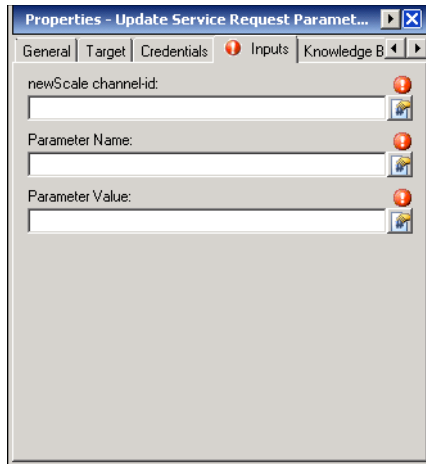 Properties - Update Service Request Paramet...
General Target Credentials Inputs Knowledge B
newScale channel-id:
Parameter Name:
Parameter Value: